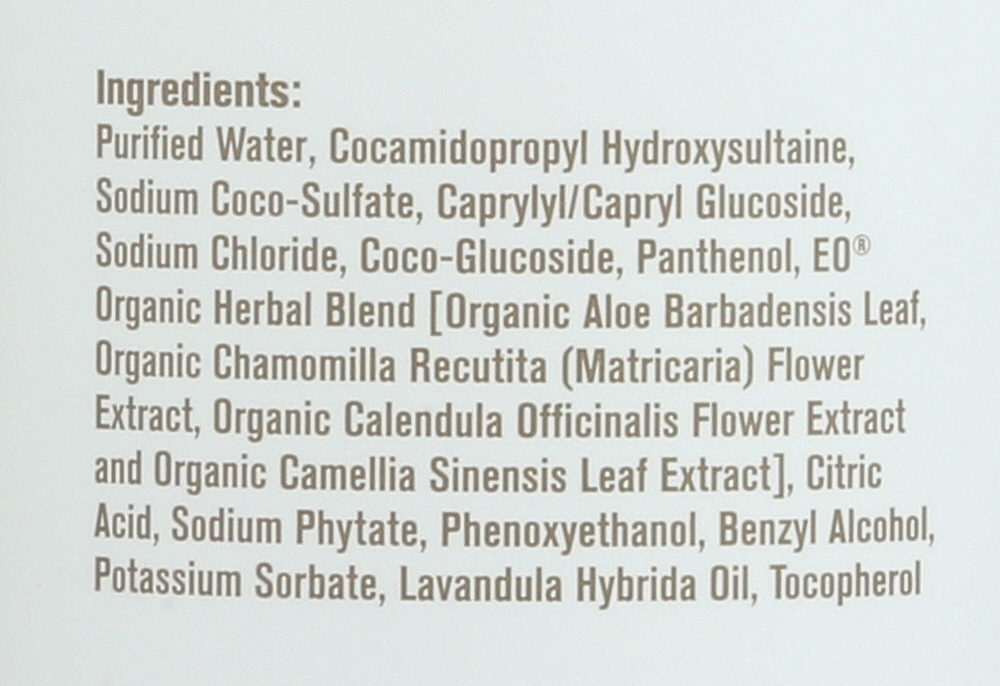 Ingredients:
Purified Water, Cocamidopropyl Hydroxysultaine,
Sodium Coco-Sulfate, Caprylyl/Capryl Glucoside,
Sodium Chloride, Coco-Glucoside, Panthenol, EO®
Organic Herbal Blend [Organic Aloe Barbadensis Leaf,
Organic Chamomilla Recutita (Matricaria) Flower
Extract, Organic Calendula Officinalis Flower Extract
and Organic Camellia Sinensis Leaf Extract], Citric
Acid, Sodium Phytate, Phenoxyethanol, Benzyl Alcohol,
Potassium Sorbate, Lavandula Hybrida Oil, Tocopherol